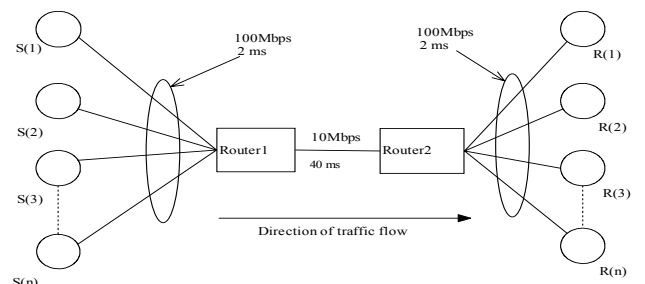 S(1)
S(2)
S(3)
S(n)
100Mbps
2 ms
Router1
10Mbps
40 ms
Router2
Direction of traffic flow
100Mbps
2 ms
R(1)
R(2)
R(3)
R(n)